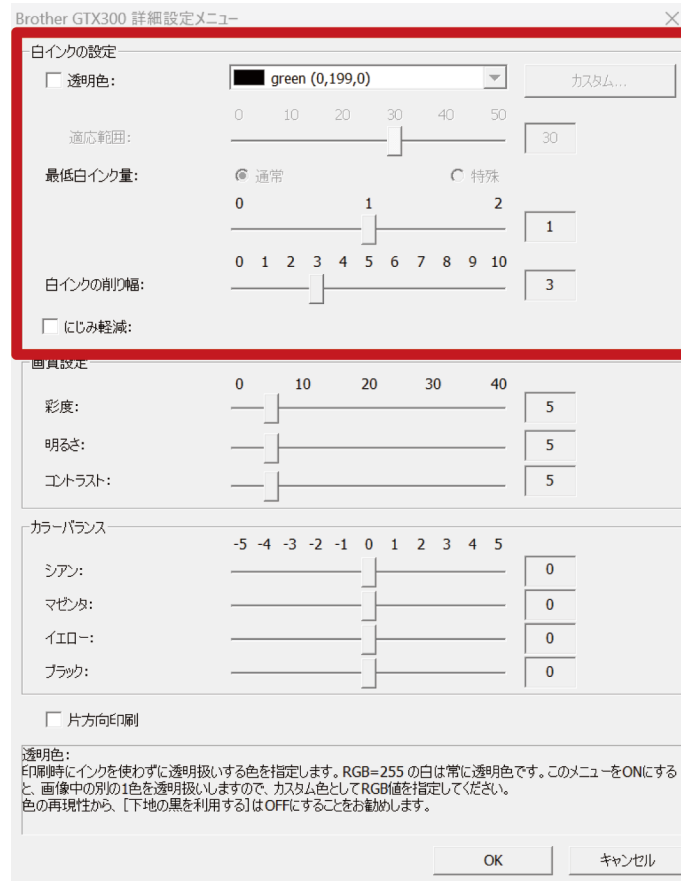 Brother GTX300 詳細設定メニュー
白インクの設定
透明色: green (0,199,0) カスタム...
0 10 20 30 40 50
適応範囲: 30
最低白インク量: 通常 特殊
0 1 2
1
0 1 2 3 4 5 6 7 8 9 10
白インクの削り幅: 3
にじみ軽減:
画質設定
0 10 20 30 40
彩度: 5
明るさ: 5
コントラスト: 5
カラーバランス
-5 -4 -3 -2 -1 0 1 2 3 4 5
シアン: 0
マゼンタ: 0
イエロー: 0
ブラック: 0
片方向印刷
透明色:
印刷時にインクを使わずに透明扱いする色を指定します。RGB=255 の白は常に透明色です。このメニューをONにする
と、画像中の別の1色を透明扱いしますので、カスタム色としてRGB値を指定してください。
色の再現性から、[下地の黒を利用する]はOFFにすることをお勧めします。
OK キャンセル